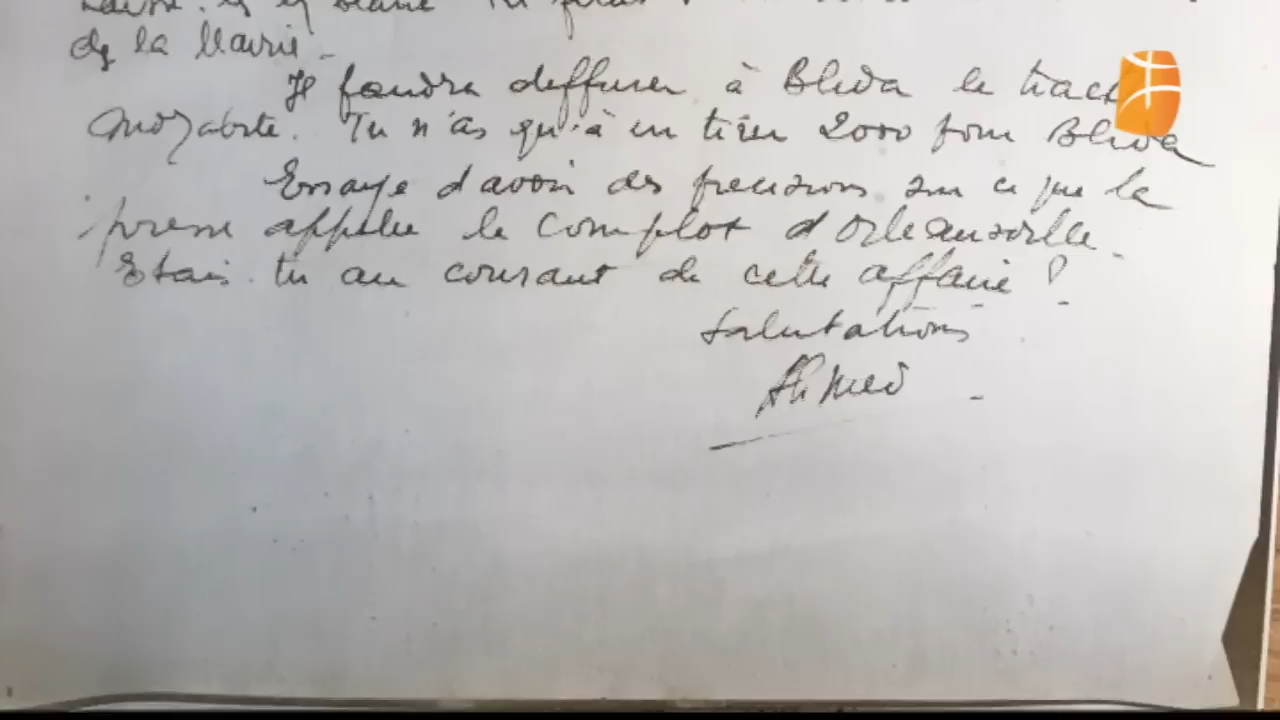 de la Mairie.
Il faudra diffuser à Blida le tract
Mozabite. Tu n'as qu'à en tirer 2000 pour Blida
Essaye d'avoir des precisions sur ce que la
presse appelle le Complot d'Orleansville.
Etais tu au courant de cette affaire ?
Salutations
Ahmed